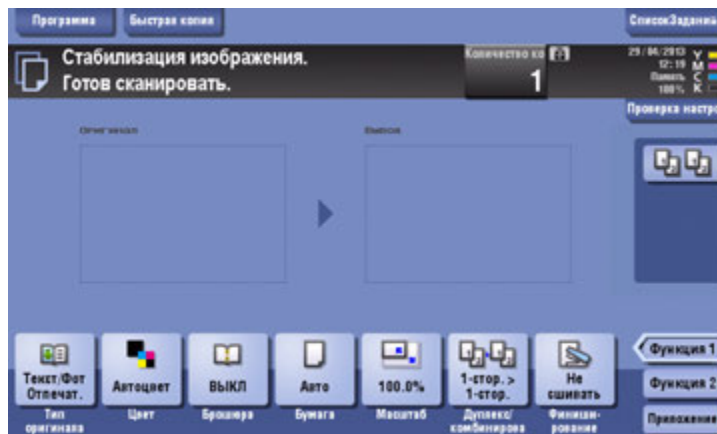 Программа
Быстрая копия
СписокЗадани
Стабилизация изображения.
Готов сканировать.
Количество ко
1
29/04/2013
12:19
Память
100%
Y
M
C
K
Проверка настро
Оригинал
Вывод
Текст/Фот
Отпечат.
Тип
оригинала
Автоцвет
Цвет
ВЫКЛ
Брошюра
Авто
Бумага
100.0%
Масштаб
1-стор. >
1-стор.
Дуплекс/
комбинирова
Не
сшивать
Финиши-
рование
Функция 1
Функция 2
Приложение